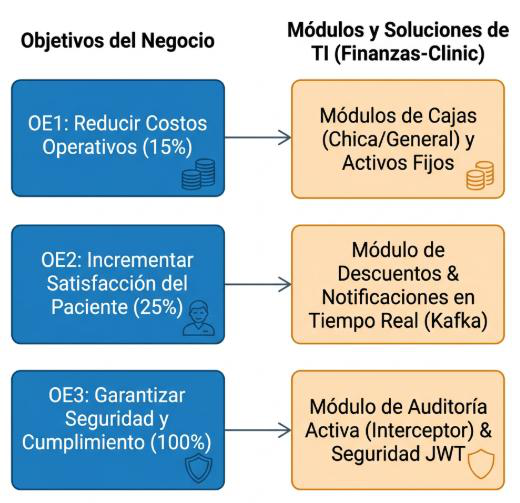 Objetivos del Negocio
Módulos y Soluciones de
TI (Finanzas-Clinic)
OE1: Reducir Costos
Operativos (15%)
Módulos de Cajas
(Chica/General) y
Activos Fijos
OE2: Incrementar
Satisfacción del
Paciente (25%)
Módulo de
Descuentos &
Notificaciones en
Tiempo Real (Kafka)
OE3: Garantizar
Seguridad y
Cumplimiento (100%)
Módulo de Auditoría
Activa (Interceptor) &
Seguridad JWT